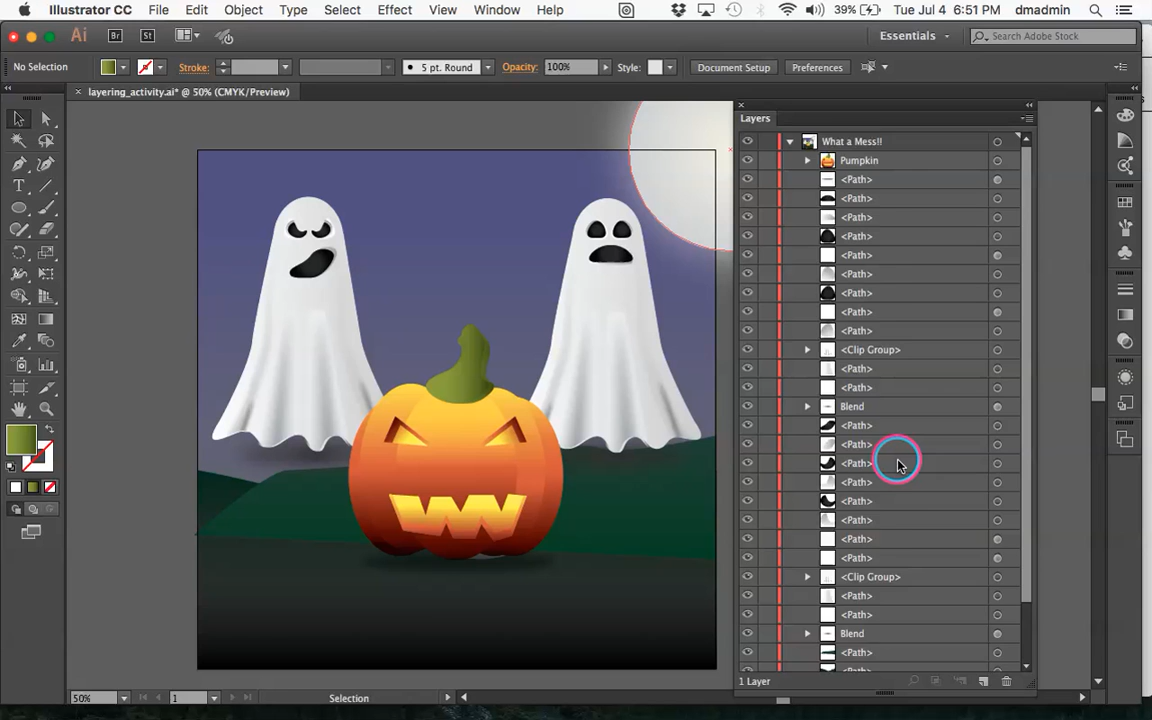 Illustrator CC File Edit Object Type Select Effect View Window Help 39% Tue Jul 4 6:51 PM dmadmin
Ai Br St Essentials Search Adobe Stock
No Selection Stroke: 5 pt. Round Opacity: 100% Style: Document Setup Preferences
× layering_activity.ai* @ 50% (CMYK/Preview)
Layers
What a Mess!!
Pumpkin
<Path>
<Path>
<Path>
<Path>
<Path>
<Path>
<Path>
<Path>
<Path>
<Clip Group>
<Path>
<Path>
Blend
<Path>
<Path>
<Path>
<Path>
<Path>
<Path>
<Path>
<Path>
<Clip Group>
<Path>
<Path>
Blend
<Path>
1 Layer
50% 1 Selection